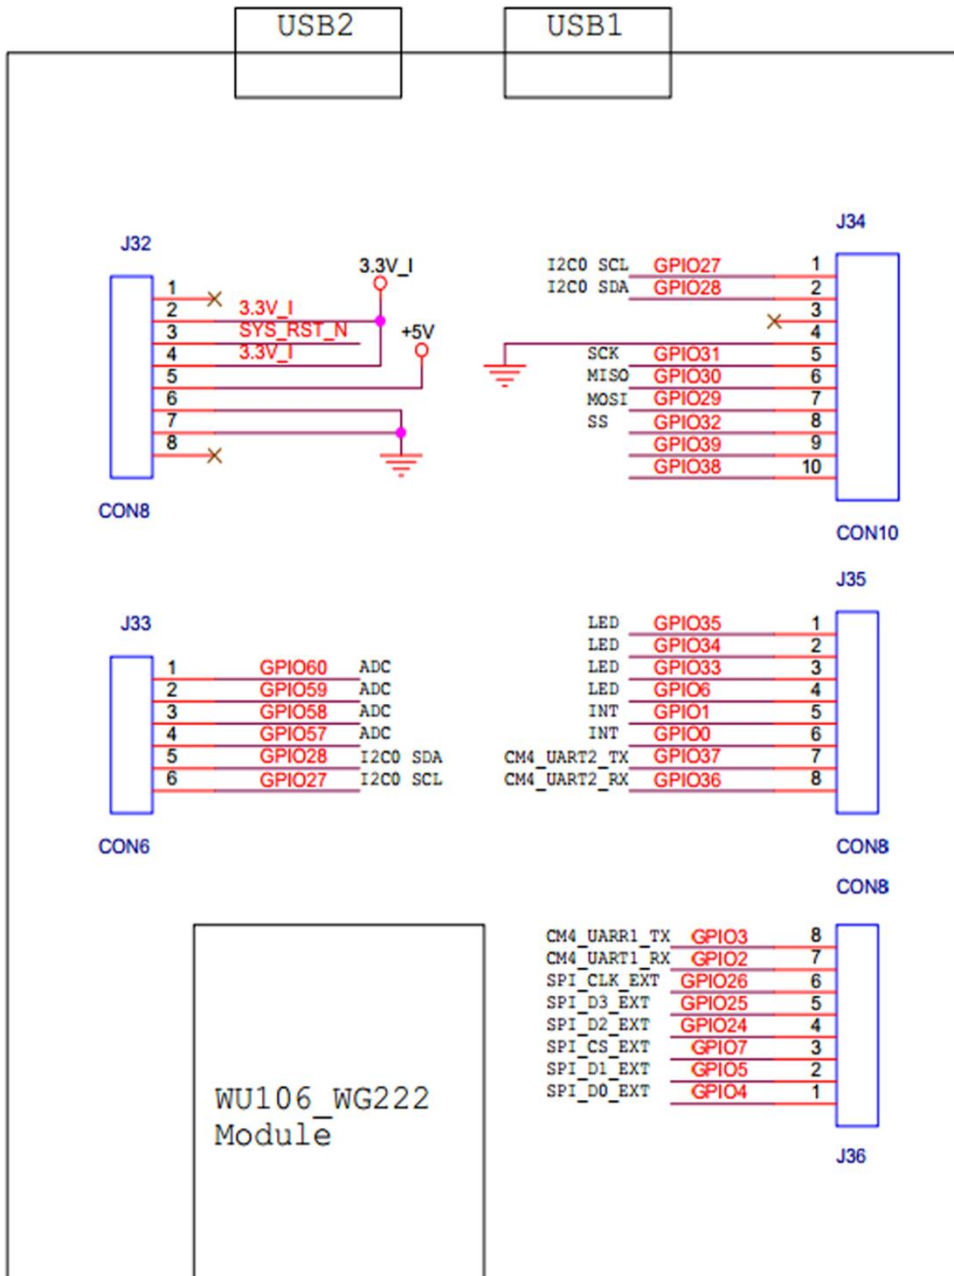 USB2
USB1
J32
3.3V_I
1
2 3.3V_I
3 SYS_RST_N +5V
4 3.3V_I
5
6
7
8
CON8
J34
I2C0 SCL GPIO27 1
I2C0 SDA GPIO28 2
3
4
SCK GPIO31 5
MISO GPIO30 6
MOSI GPIO29 7
SS GPIO32 8
GPIO39 9
GPIO38 10
CON10
J33
1 GPIO60 ADC
2 GPIO59 ADC
3 GPIO58 ADC
4 GPIO57 ADC
5 GPIO28 I2C0 SDA
6 GPIO27 I2C0 SCL
CON6
J35
LED GPIO35 1
LED GPIO34 2
LED GPIO33 3
LED GPIO6 4
INT GPIO1 5
INT GPIO0 6
CM4_UART2_TX GPIO37 7
CM4_UART2_RX GPIO36 8
CON8
CON8
CM4_UARR1_TX GPIO3 8
CM4_UART1_RX GPIO2 7
SPI_CLK_EXT GPIO26 6
SPI_D3_EXT GPIO25 5
SPI_D2_EXT GPIO24 4
SPI_CS_EXT GPIO7 3
SPI_D1_EXT GPIO5 2
SPI_D0_EXT GPIO4 1
J36
WU106_WG222
Module